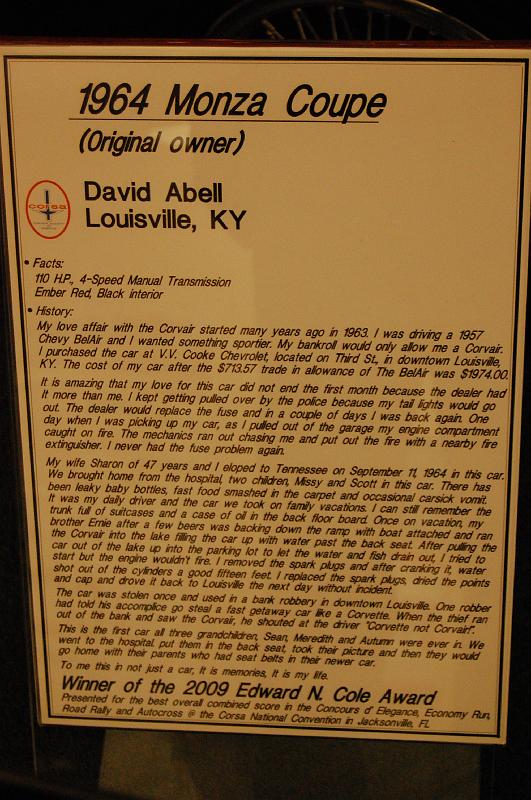 1964 Monza Coupe
(Original owner)
corsa
David Abell
Louisville, KY
• Facts:
110 H.P., 4-Speed Manual Transmission
Ember Red, Black interior
• History:
My love affair with the Corvair started many years ago in 1963. I was driving a 1957
Chevy BelAir and I wanted something sportier. My bankroll would only allow me a Corvair.
I purchased the car at V.V. Cooke Chevrolet, located on Third St., in downtown Louisville,
KY. The cost of my car after the $713.57 trade in allowance of The BelAir was $1974.00.
It is amazing that my love for this car did not end the first month because the dealer had
it more than me. I kept getting pulled over by the police because my tail lights would go
out. The dealer would replace the fuse and in a couple of days I was back again. One
day when I was picking up my car, as I pulled out of the garage my engine compartment
caught on fire. The mechanics ran out chasing me and put out the fire with a nearby fire
extinguisher. I never had the fuse problem again.
My wife Sharon of 47 years and I eloped to Tennessee on September 11, 1964 in this car.
We brought home from the hospital, two children, Missy and Scott in this car. There has
been leaky baby bottles, fast food smashed in the carpet and occasional carsick vomit.
It was my daily driver and the car we took on family vacations. I can still remember the
trunk full of suitcases and a case of oil in the back floor board. Once on vacation, my
brother Ernie after a few beers was backing down the ramp with boat attached and ran
the Corvair into the lake filling the car up with water past the back seat. After pulling the
car out of the lake up into the parking lot to let the water and fish drain out, I tried to
start but the engine wouldn't fire. I removed the spark plugs and after cranking it, water
shot out of the cylinders a good fifteen feet. I replaced the spark plugs, dried the points
and cap and drove it back to Louisville the next day without incident.
The car was stolen once and used in a bank robbery in downtown Louisville. One robber
had told his accomplice go steal a fast getaway car like a Corvette. When the thief ran
out of the bank and saw the Corvair, he shouted at the driver "Corvette not Corvair".
This is the first car all three grandchildren, Sean, Meredith and Autumn were ever in. We
went to the hospital, put them in the back seat, took their picture and then they would
go home with their parents who had seat belts in their newer car.
To me this in not just a car, it is memories, it is my life.
Winner of the 2009 Edward N. Cole Award
Presented for the best overall combined score in the Concours d' Elegance, Economy Run,
Road Rally and Autocross @ the Corsa National Convention in Jacksonville, FL